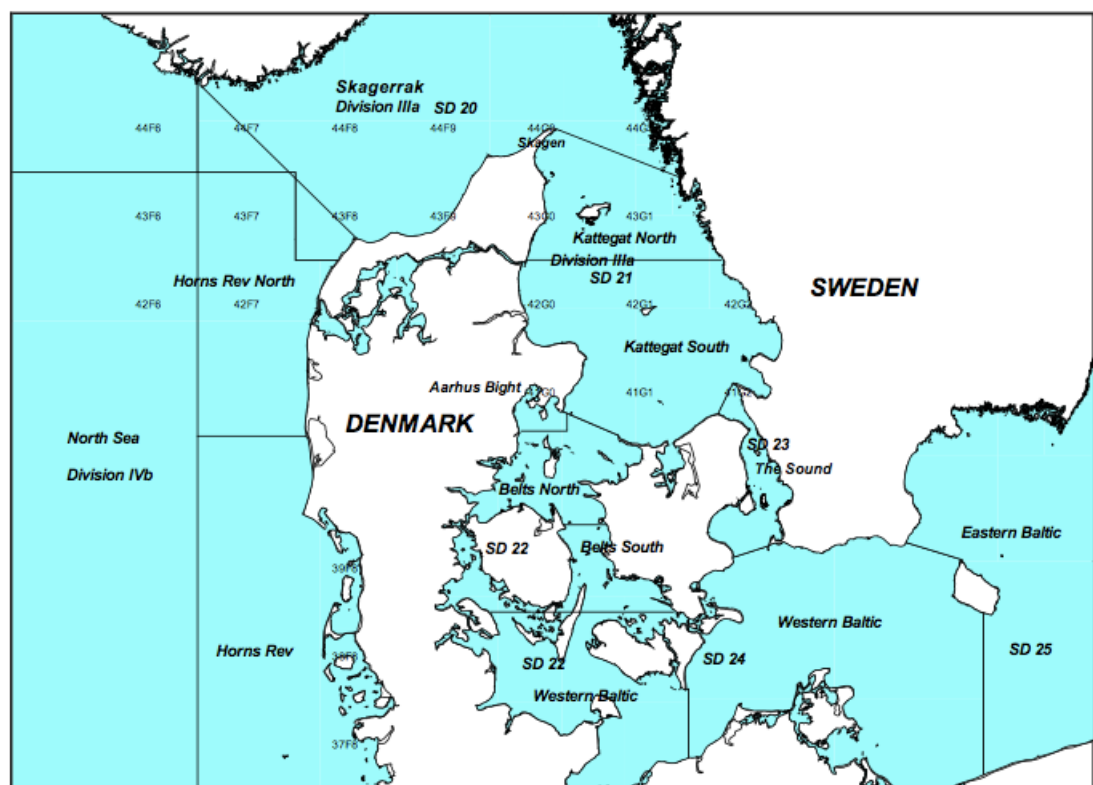 Skagerrak
Division IIIa SD 20
44F6 44F7 44F8 44F9 44G0
Skagen
43F6 43F7 43F8 43F9 43G0 43G1
Kattegat North
Division IIIa
SD 21
Horns Rev North
SWEDEN
42F6 42F7 42G0 42G1 42G2
Kattegat South
Aarhus Bight
41G1
DENMARK
North Sea
SD 23
Division IVb
The Sound
Belts North
Eastern Baltic
SD 22
Belts South
39F8
Western Baltic
Horns Rev
38F8
SD 22
SD 24
SD 25
Western Baltic
37F8